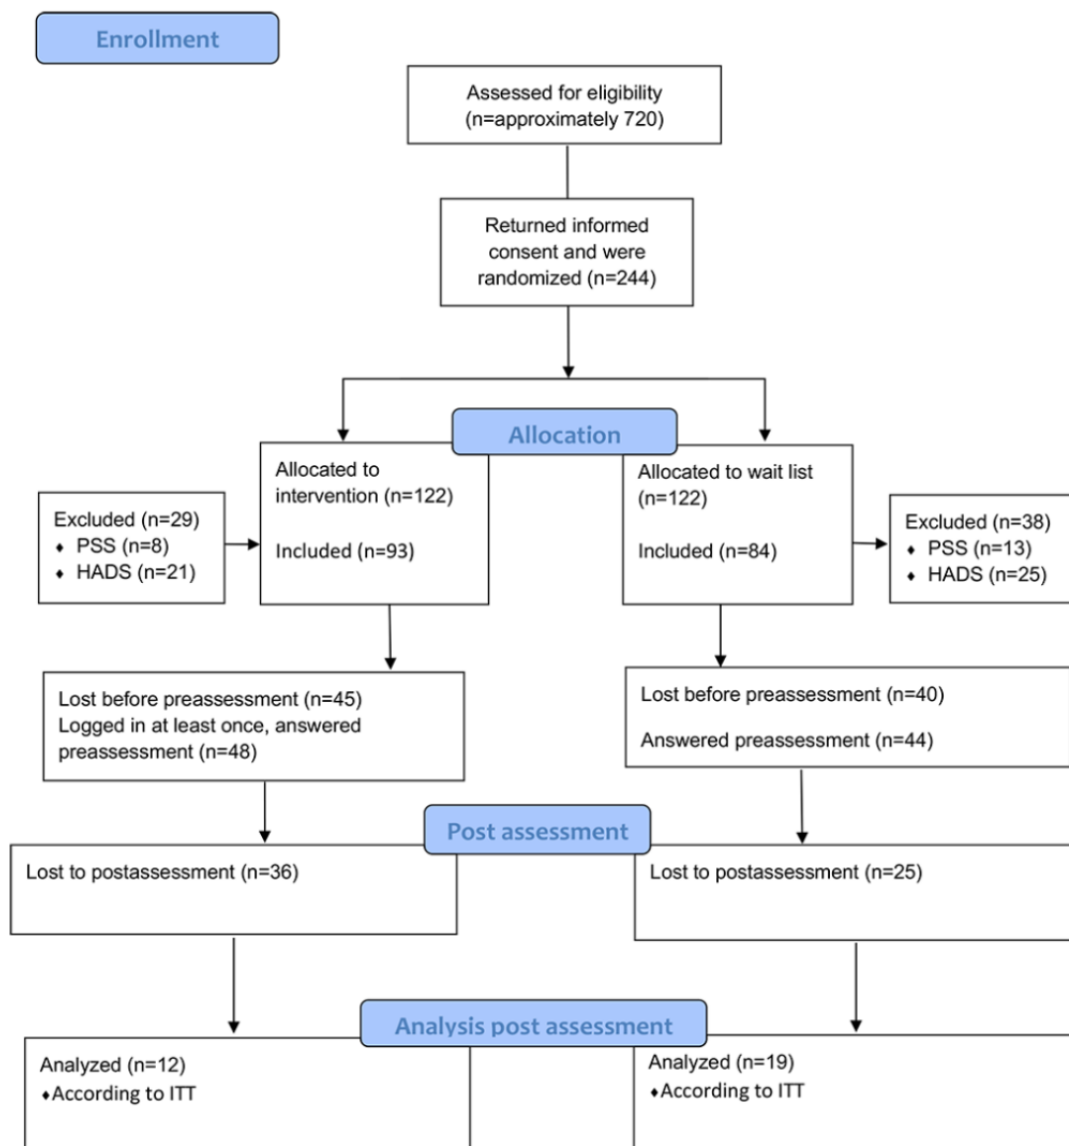 Enrollment
Assessed for eligibility
(n=approximately 720)
Returned informed
consent and were
randomized (n=244)
Allocation
Excluded (n=29)
♦ PSS (n=8)
♦ HADS (n=21)
Allocated to
intervention (n=122)
Included (n=93)
Allocated to wait list
(n=122)
Included (n=84)
Excluded (n=38)
♦ PSS (n=13)
♦ HADS (n=25)
Lost before preassessment (n=45)
Logged in at least once, answered
preassessment (n=48)
Lost before preassessment (n=40)
Answered preassessment (n=44)
Post assessment
Lost to postassessment (n=36)
Lost to postassessment (n=25)
Analysis post assessment
Analyzed (n=12)
♦According to ITT
Analyzed (n=19)
♦According to ITT